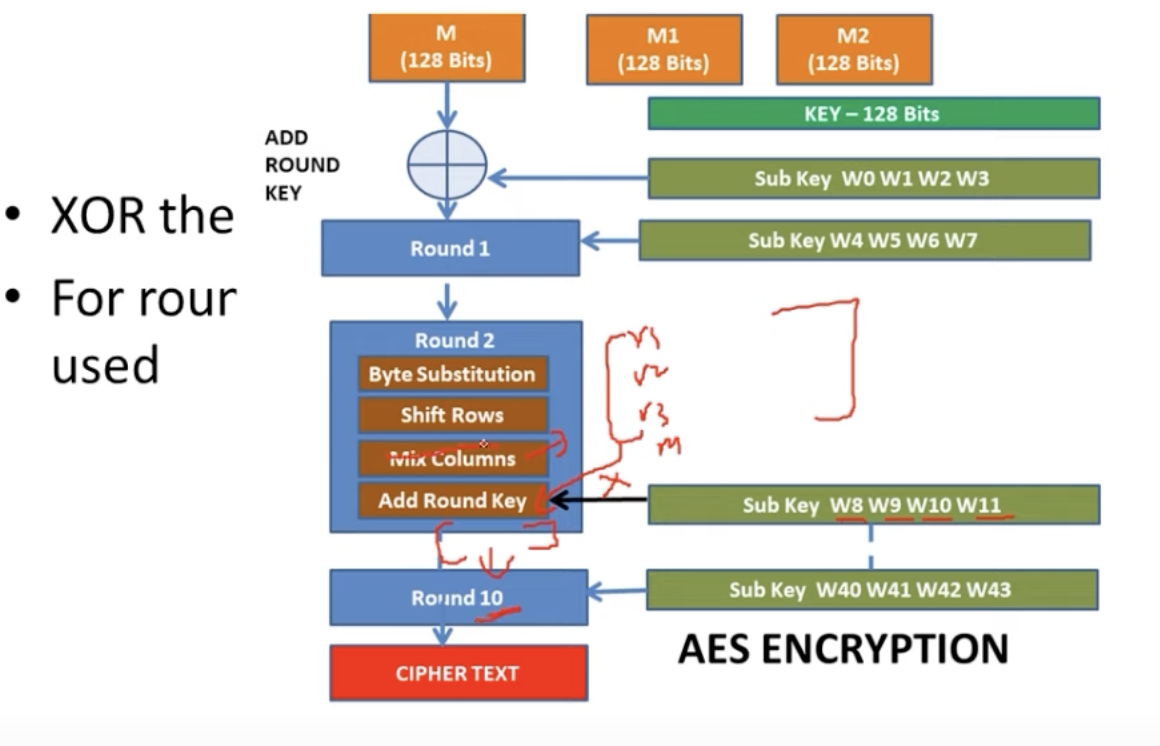 M
(128 Bits)
M1
(128 Bits)
M2
(128 Bits)
KEY – 128 Bits
ADD
ROUND
KEY
Sub Key W0 W1 W2 W3
• XOR the
Round 1
Sub Key W4 W5 W6 W7
• For rour
used
Round 2
Byte Substitution
Shift Rows
Mix Columns
Add Round Key
r1
r2
r3
m
Sub Key W8 W9 W10 W11
Round 10
Sub Key W40 W41 W42 W43
AES ENCRYPTION
CIPHER TEXT